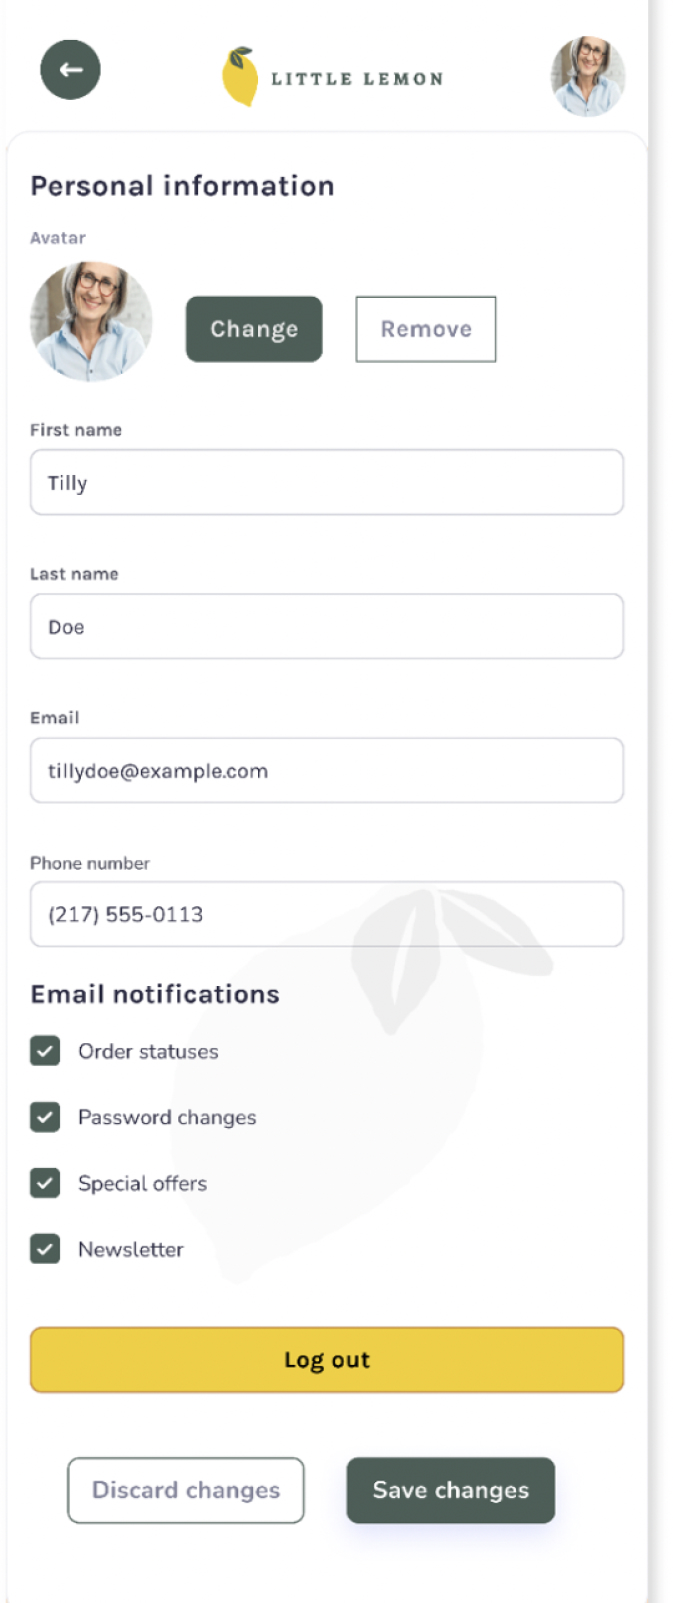 LITTLE LEMON
Personal information
Avatar
Change
Remove
First name
Tilly
Last name
Doe
Email
tillydoe@example.com
Phone number
(217) 555-0113
Email notifications
Order statuses
Password changes
Special offers
Newsletter
Log out
Discard changes
Save changes